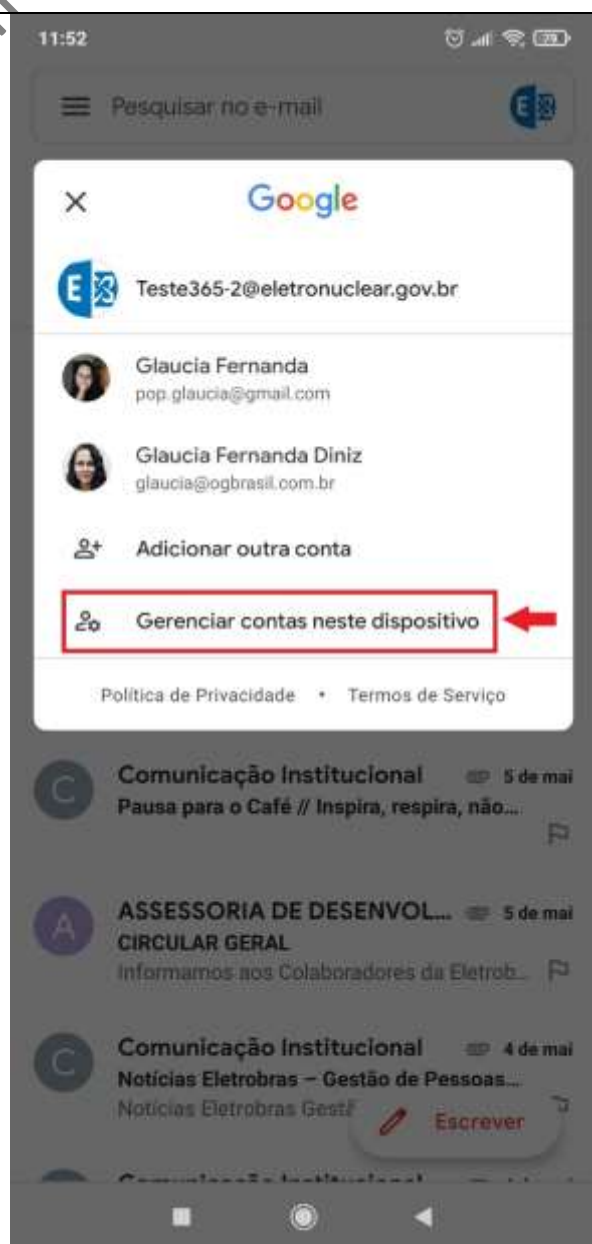 11:52
29
Pesquisar no e-mail
E
Google
E
Teste365-2@eletronuclear.gov.br
Glaucia Fernanda
pop.glaucia@gmail.com
Glaucia Fernanda Diniz
glaucia@ogbrasil.com.br
Adicionar outra conta
Gerenciar contas neste dispositivo
Política de Privacidade • Termos de Serviço
C
Comunicação Institucional 5 de mai
Pausa para o Café // Inspira, respira, não...
A
ASSESSORIA DE DESENVOL... 5 de mai
CIRCULAR GERAL
Informamos aos Colaboradores da Eletrob...
C
Comunicação Institucional 4 de mai
Notícias Eletrobras – Gestão de Pessoas...
Notícias Eletrobras
Escrever
Comunicação Institucional